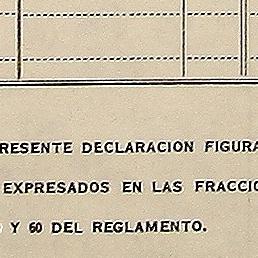 RESENTE DECLARACION FIGURA
EXPRESADOS EN LAS FRACCIO
Y 60 DEL REGLAMENTO.